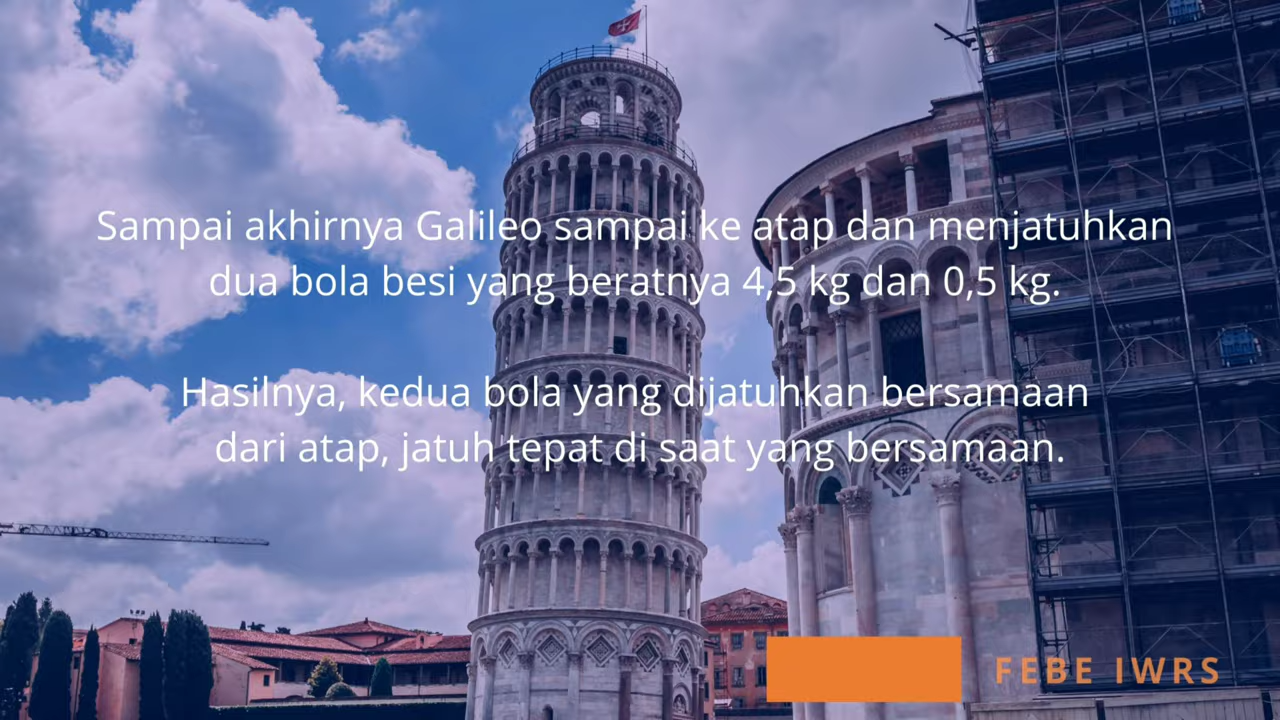 Sampai akhirnya Galileo sampai ke atap dan menjatuhkan
dua bola besi yang beratnya 4,5 kg dan 0,5 kg.
Hasilnya, kedua bola yang dijatuhkan bersamaan
dari atap, jatuh tepat di saat yang bersamaan.
FEBE IWRS